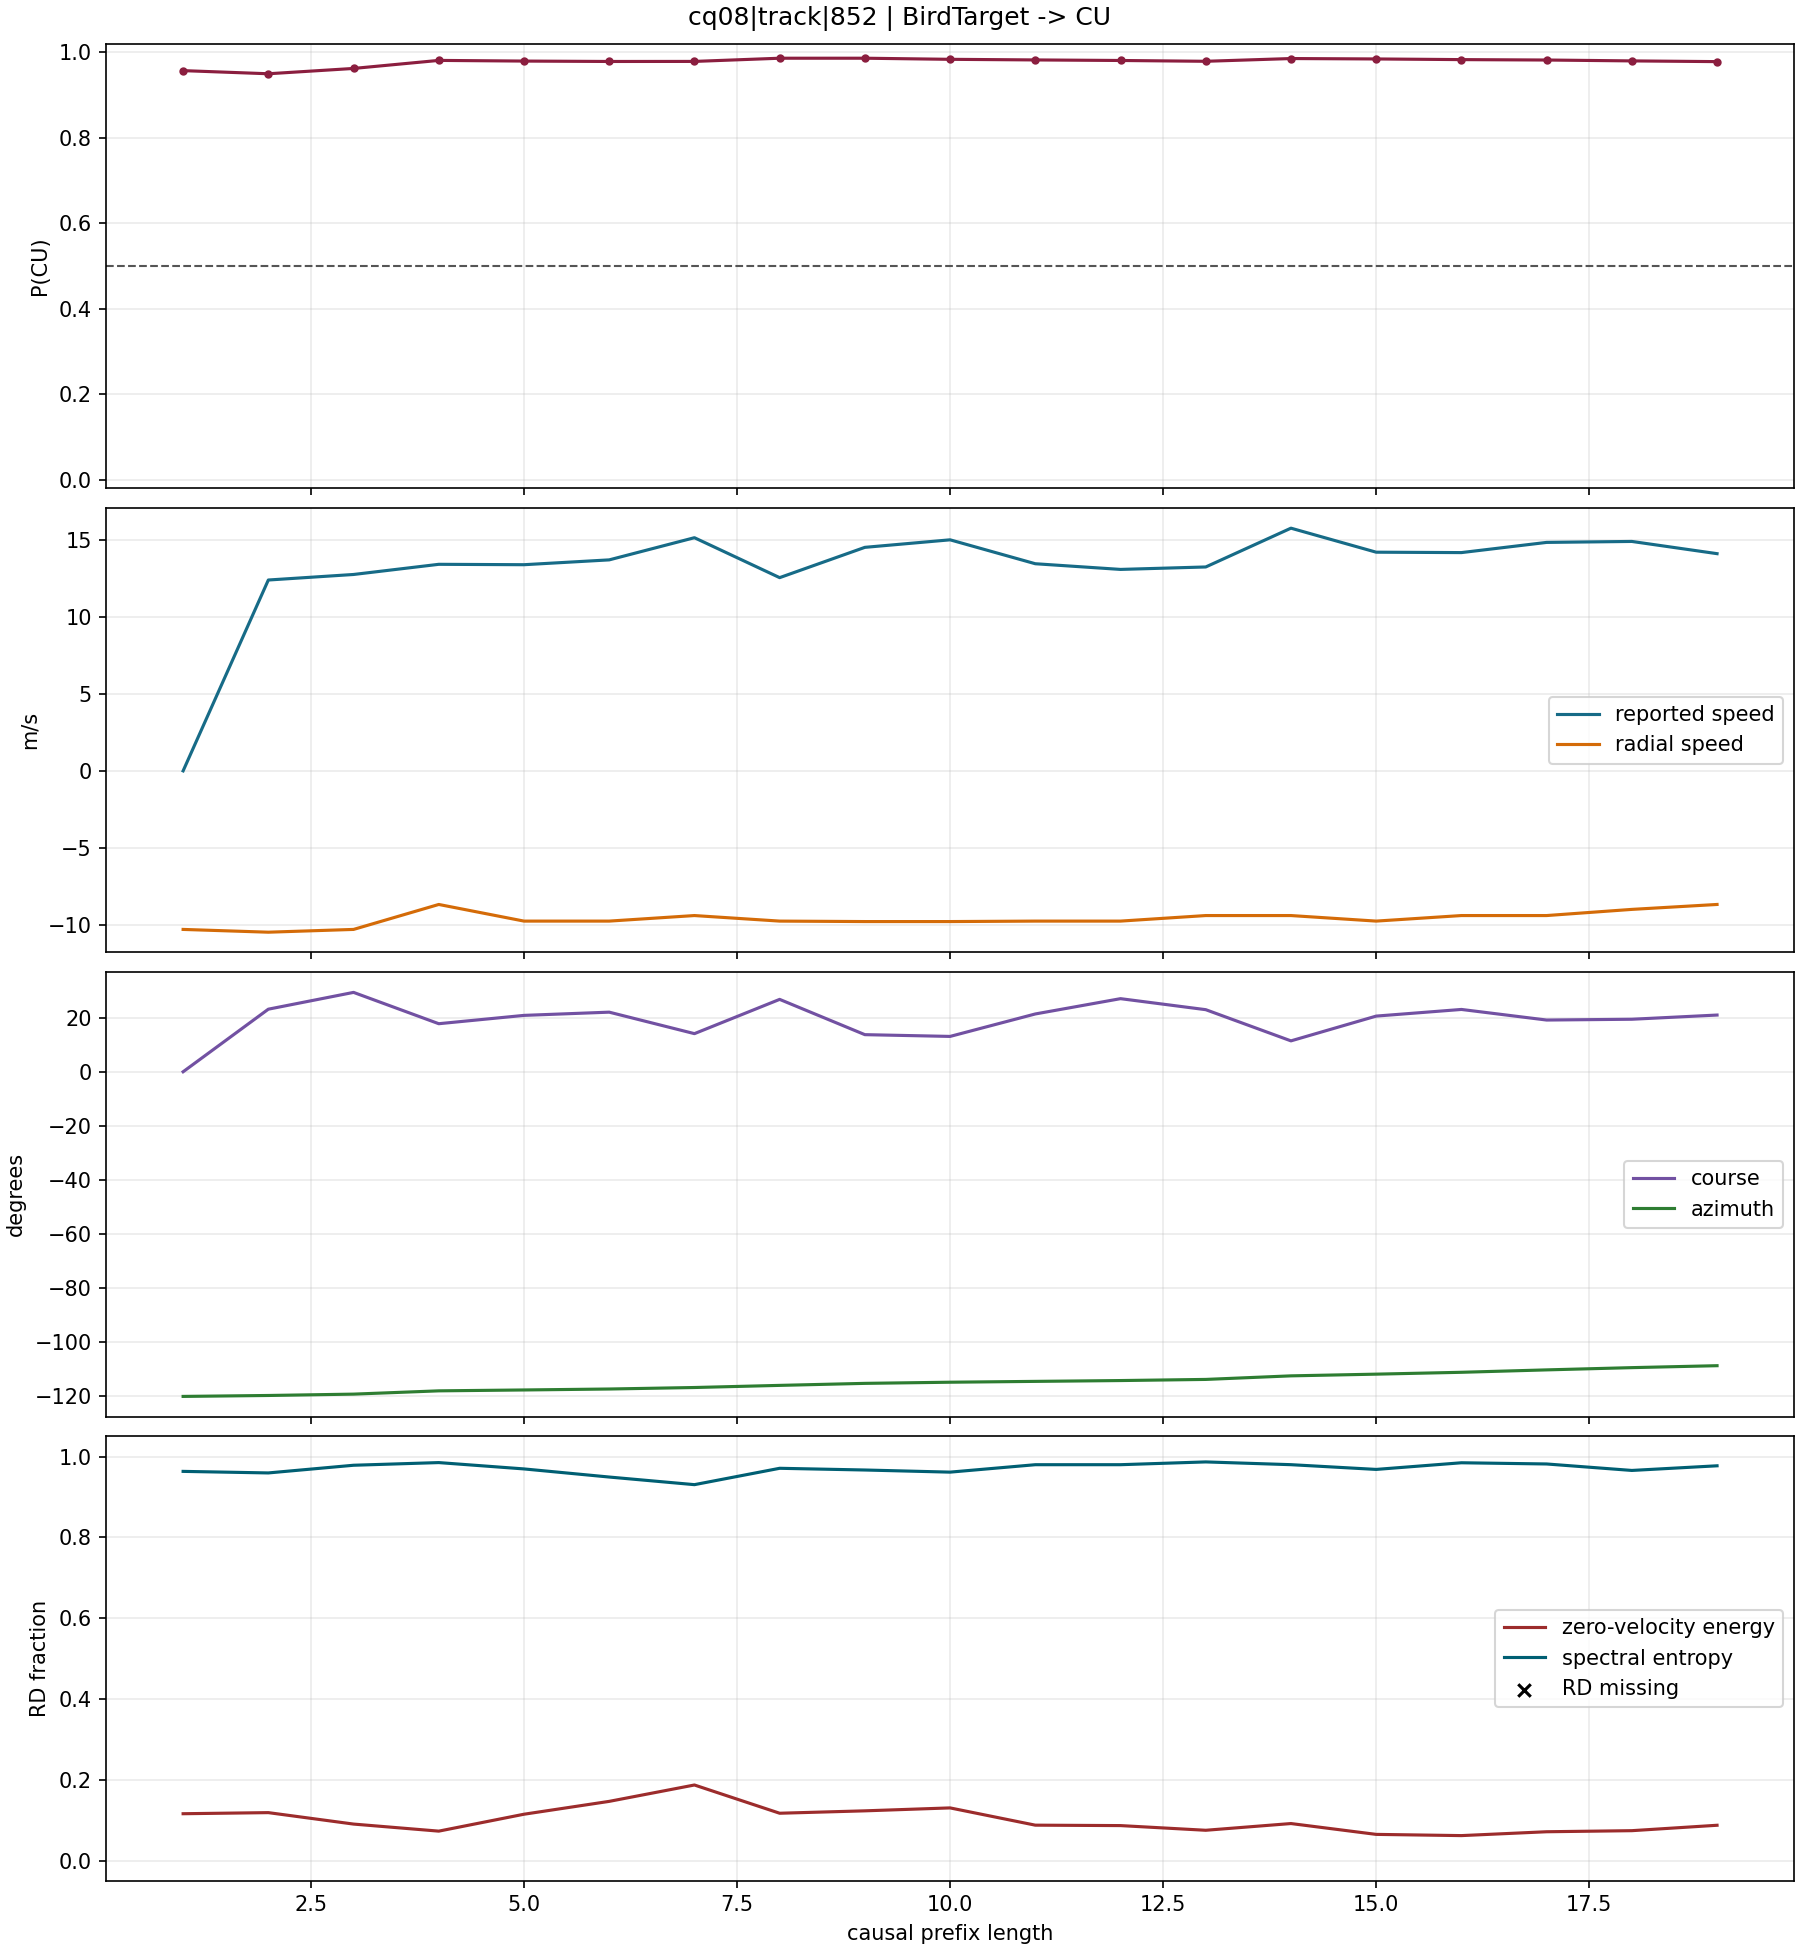 cq08|track|852 | BirdTarget -> CU
1.0
0.8
0.6
0.4
0.2
0.0
P(CU)
15
10
5
0
−5
−10
m/s
reported speed
radial speed
20
0
−20
−40
−60
−80
−100
−120
degrees
course
azimuth
1.0
0.8
0.6
0.4
0.2
0.0
RD fraction
zero-velocity energy
spectral entropy
RD missing
2.5 5.0 7.5 10.0 12.5 15.0 17.5
causal prefix length